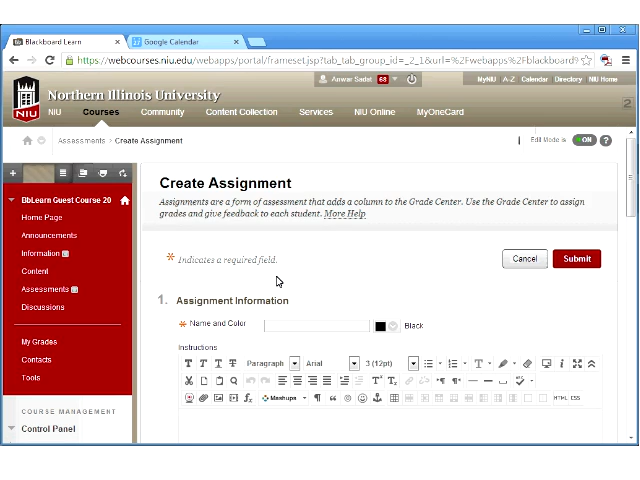 Blackboard Learn
Google Calendar
https://webcourses.niu.edu/webapps/portal/frameset.jsp?tab_tab_group_id=_2_1&url=%2Fwebapps%2Fblackboard%
Anwar Sadat 68
MyNIU A-Z Calendar Directory NIU Home
Northern Illinois University
NIU
NIU Courses Community Content Collection Services NIU Online MyOneCard
2
Assessments > Create Assignment
Edit Mode is: ON ?
BbLearn Guest Course 20
Home Page
Announcements
Information
Content
Assessments
Discussions
My Grades
Contacts
Tools
COURSE MANAGEMENT
Control Panel
Create Assignment
Assignments are a form of assessment that adds a column to the Grade Center. Use the Grade Center to assign
grades and give feedback to each student. More Help
* Indicates a required field.
Cancel Submit
1. Assignment Information
* Name and Color
Black
Instructions
T T T T Paragraph Arial 3 (12pt)
Mashups
HTML CSS